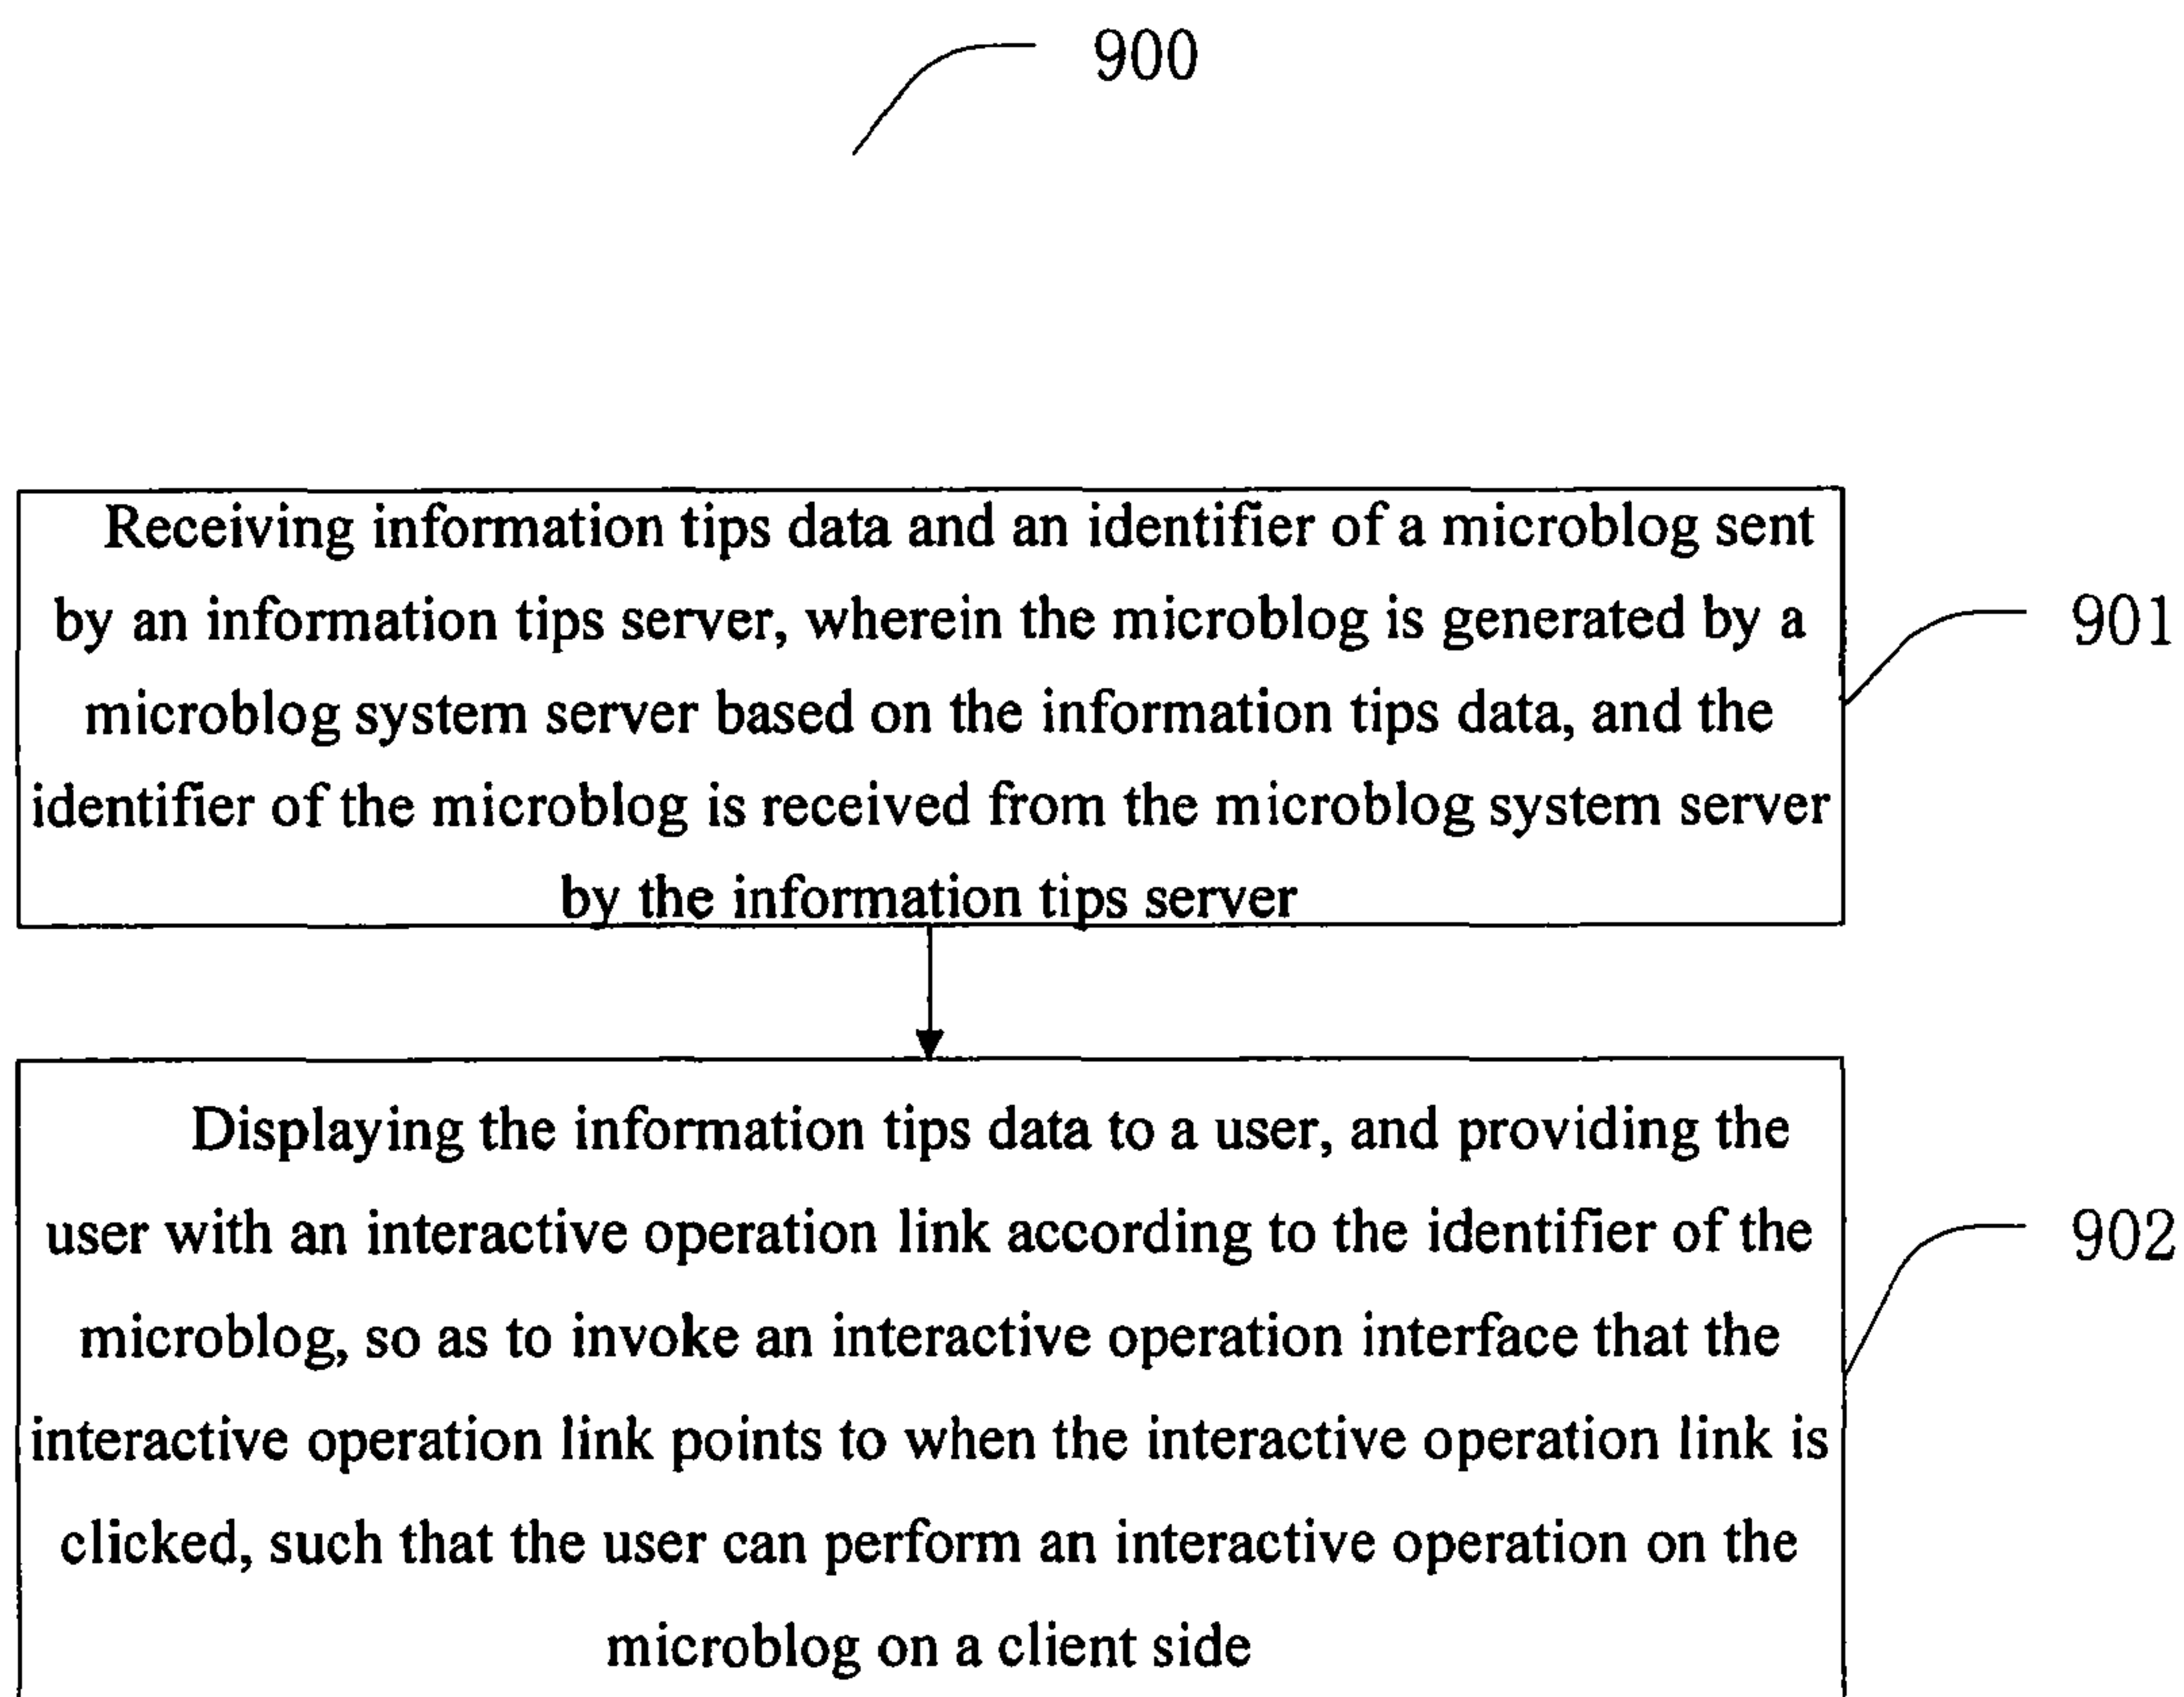 900
Receiving information tips data and an identifier of a microblog sent
by an information tips server, wherein the microblog is generated by a
microblog system server based on the information tips data, and the
identifier of the microblog is received from the microblog system server
by the information tips server
901
Displaying the information tips data to a user, and providing the
user with an interactive operation link according to the identifier of the
microblog, so as to invoke an interactive operation interface that the
interactive operation link points to when the interactive operation link is
clicked, such that the user can perform an interactive operation on the
microblog on a client side
902